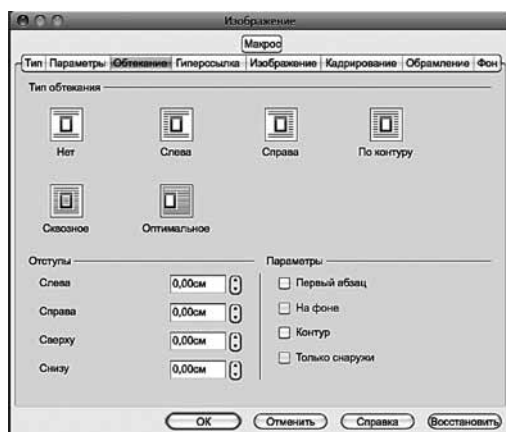 Изображение
Макрос
Тип Параметры Обтекание Гиперссылка Изображение Кадрирование Обрамление Фон
Тип обтекания
Нет Слева Справа По контуру
Сквозное Оптимальное
Отступы Параметры
Слева 0,00см Первый абзац
Справа 0,00см На фоне
Сверху 0,00см Контур
Снизу 0,00см Только снаружи
ОК Отменить Справка Восстановить